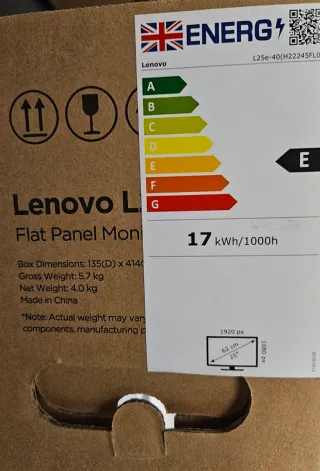 ENERG
Lenovo
L25e-40(H22245FL0
A
B
C
D
E
F
G
E
17 kWh/1000h
Lenovo L
Flat Panel Moni
Box Dimensions: 135(D) x 414(
Gross Weight: 5.7 kg
Net Weight: 4.0 kg
Made in China
*Note: Actual weight may vary
components, manufacturing p
1920 px
1080 px
62 cm
25"